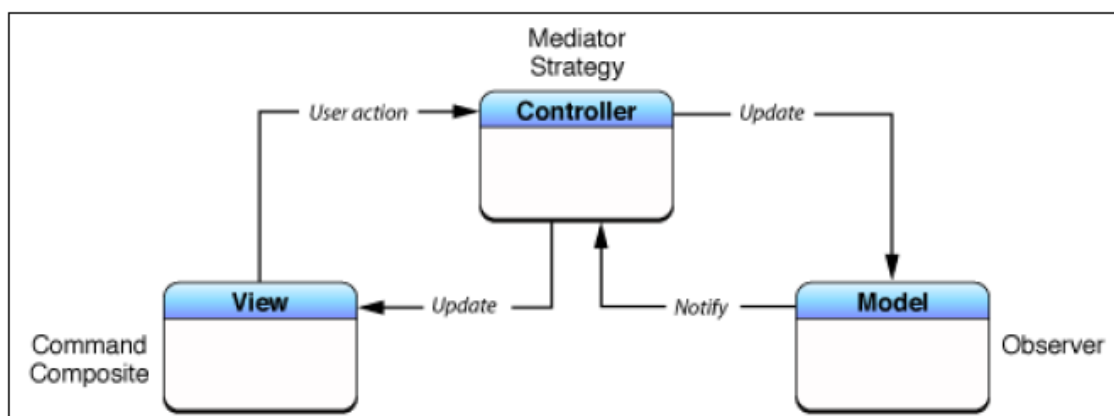 Mediator
Strategy
User action
Controller
Update
View
Update
Notify
Model
Command
Composite
Observer